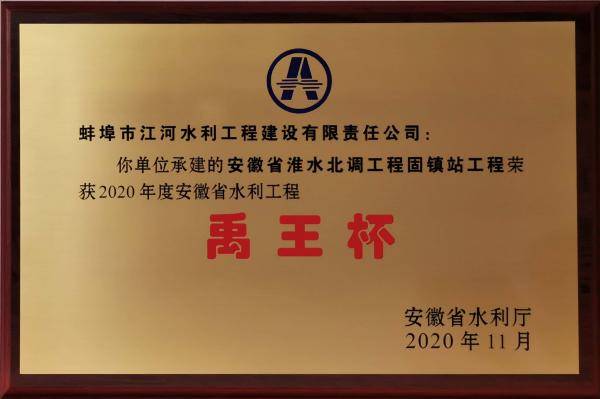 蚌埠市江河水利工程建设有限责任公司：
你单位承建的安徽省淮水北调工程固镇站工程荣
获2020年度安徽省水利工程
禹王杯
安徽省水利厅
2020年11月